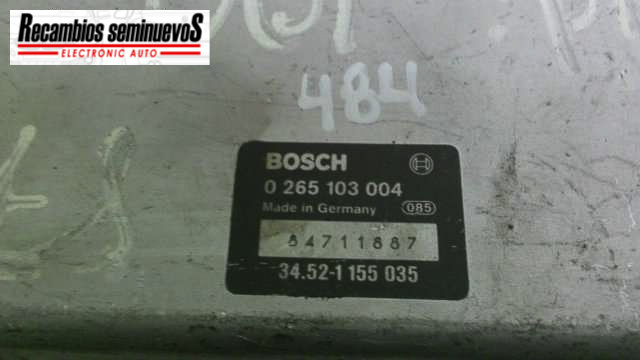 Recambios seminuevoS
ELECTRONIC AUTO
484
BOSCH
0 265 103 004
Made in Germany 085
84711887
34.52-1 155 035